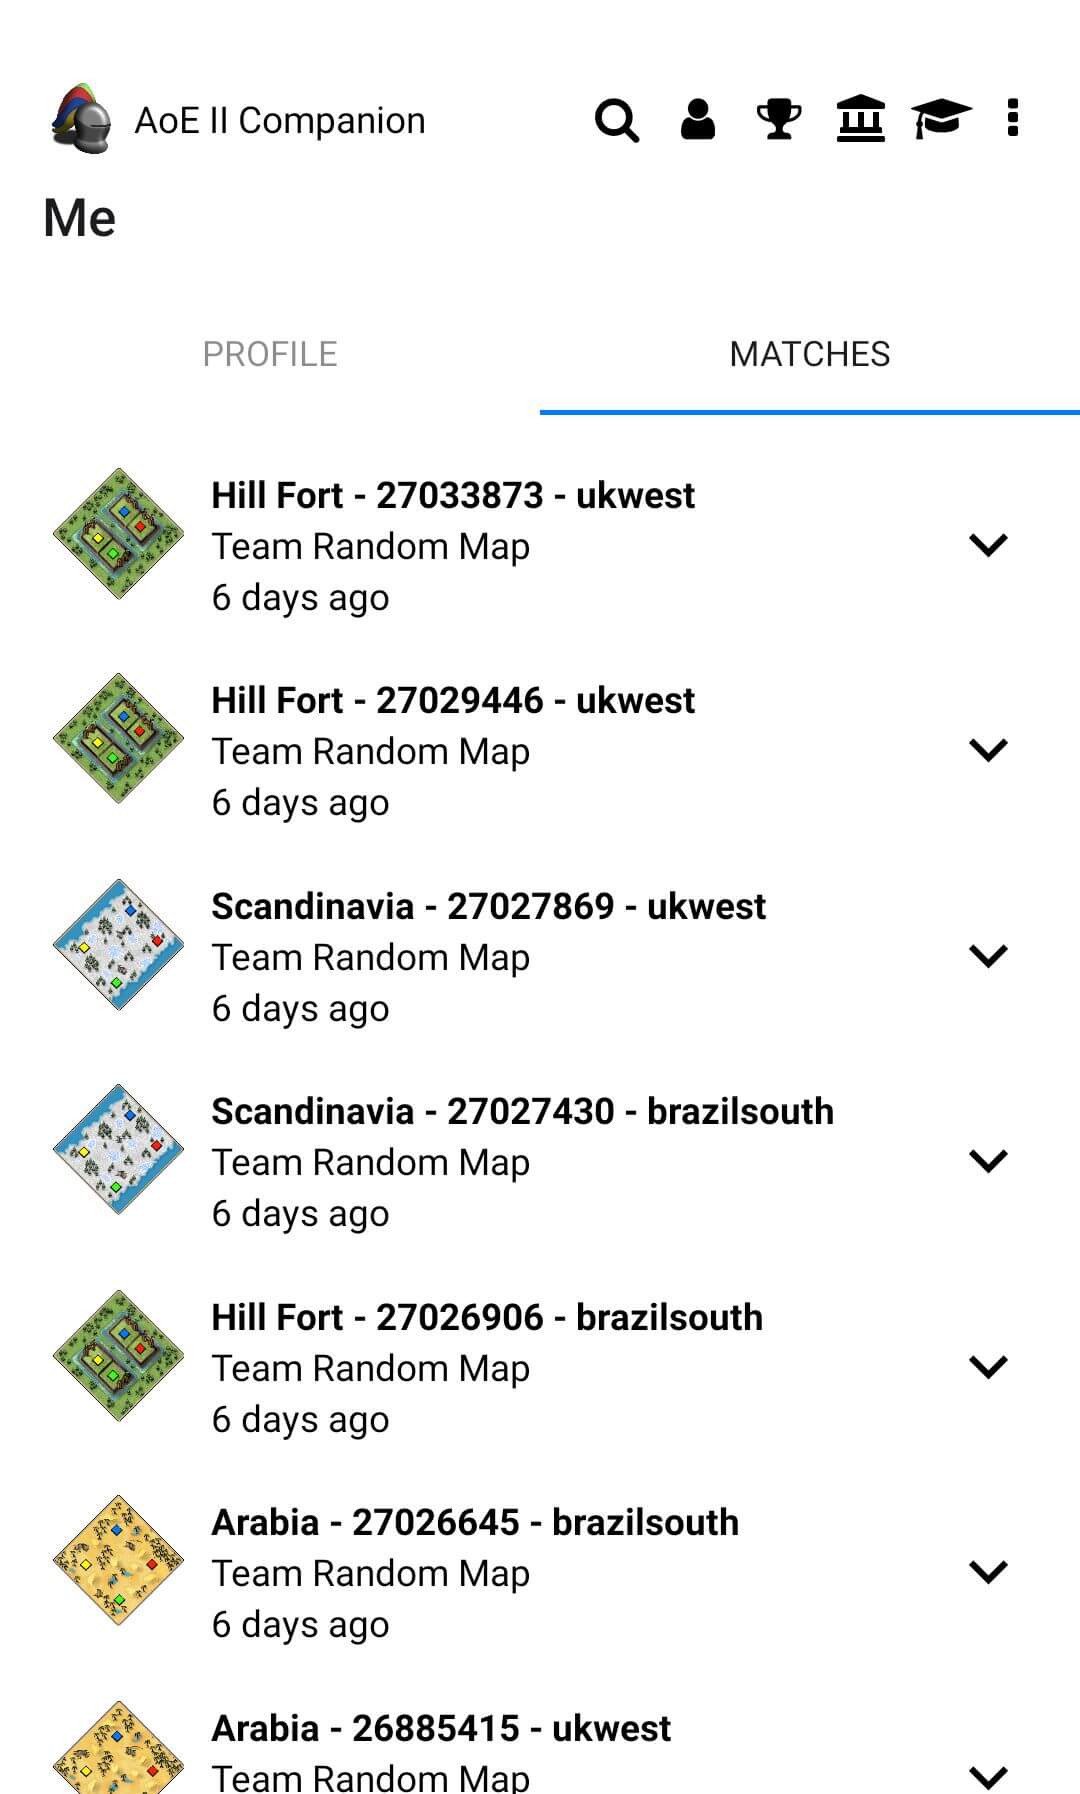 AoE II Companion
Me
PROFILE MATCHES
Hill Fort - 27033873 - ukwest
Team Random Map
6 days ago
Hill Fort - 27029446 - ukwest
Team Random Map
6 days ago
Scandinavia - 27027869 - ukwest
Team Random Map
6 days ago
Scandinavia - 27027430 - brazilsouth
Team Random Map
6 days ago
Hill Fort - 27026906 - brazilsouth
Team Random Map
6 days ago
Arabia - 27026645 - brazilsouth
Team Random Map
6 days ago
Arabia - 26885415 - ukwest
Team Random Map